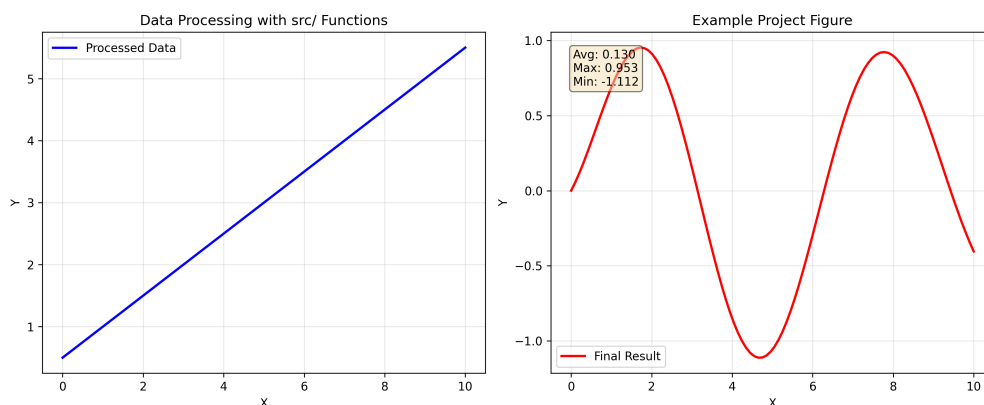 Data Processing with src/ Functions
Processed Data
Y
5
4
3
2
1
0 2 4 6 8 10
X
Example Project Figure
Avg: 0.130
Max: 0.953
Min: -1.112
Y
1.0
0.5
0.0
−0.5
−1.0
Final Result
0 2 4 6 8 10
X